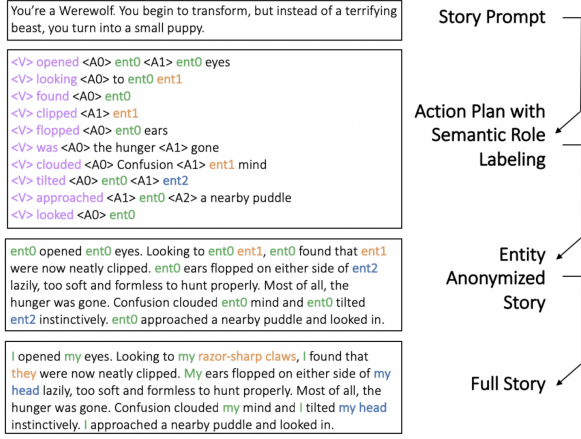 You're a Werewolf. You begin to transform, but instead of a terrifying
beast, you turn into a small puppy.
Story Prompt
<V> opened <A0> ent0 <A1> ent0 eyes
<V> looking <A0> to ent0 ent1
<V> found <A0> ent0
<V> clipped <A1> ent1
<V> flopped <A0> ent0 ears
<V> was <A0> the hunger <A1> gone
<V> clouded <A0> Confusion <A1> ent1 mind
<V> tilted <A0> ent0 <A1> ent2
<V> approached <A1> ent0 <A2> a nearby puddle
<V> looked <A0> ent0
Action Plan with
Semantic Role
Labeling
ent0 opened ent0 eyes. Looking to ent0 ent1, ent0 found that ent1
were now neatly clipped. ent0 ears flopped on either side of ent2
lazily, too soft and formless to hunt properly. Most of all, the
hunger was gone. Confusion clouded ent0 mind and ent0 tilted
ent2 instinctively. ent0 approached a nearby puddle and looked in.
Entity
Anonymized
Story
I opened my eyes. Looking to my razor-sharp claws, I found that
they were now neatly clipped. My ears flopped on either side of my
head lazily, too soft and formless to hunt properly. Most of all, the
hunger was gone. Confusion clouded my mind and I tilted my head
instinctively. I approached a nearby puddle and looked in.
Full Story